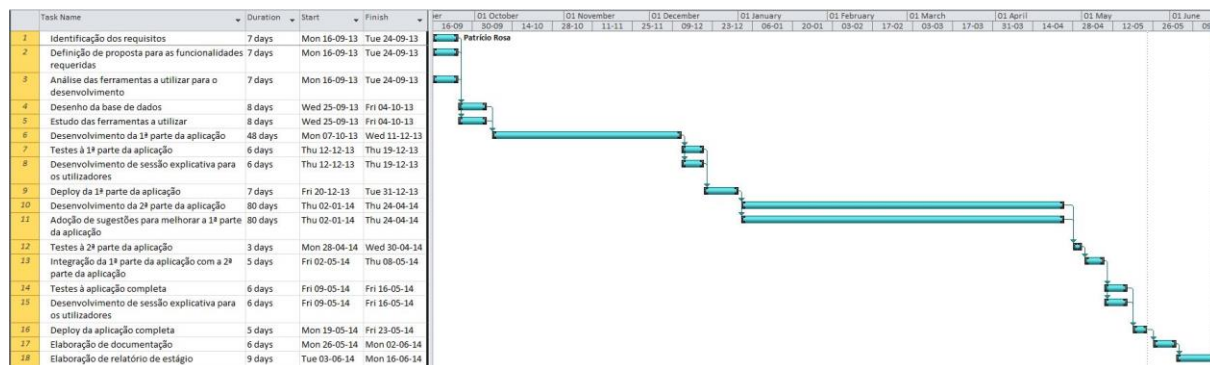 Task Name Duration Start Finish
ier 01 October 01 November 01 December 01 January 01 February 01 March 01 April 01 May 01 June
16-09 30-09 14-10 28-10 11-11 25-11 09-12 23-12 06-01 20-01 03-02 17-02 03-03 17-03 31-03 14-04 28-04 12-05 26-05 09
1 Identificação dos requisitos 7 days Mon 16-09-13 Tue 24-09-13 Patrício Rosa
2 Definição de proposta para as funcionalidades 7 days Mon 16-09-13 Tue 24-09-13
requeridas
3 Análise das ferramentas a utilizar para o 7 days Mon 16-09-13 Tue 24-09-13
desenvolvimento
4 Desenho da base de dados 8 days Wed 25-09-13 Fri 04-10-13
5 Estudo das ferramentas a utilizar 8 days Wed 25-09-13 Fri 04-10-13
6 Desenvolvimento da 1ª parte da aplicação 48 days Mon 07-10-13 Wed 11-12-13
7 Testes à 1ª parte da aplicação 6 days Thu 12-12-13 Thu 19-12-13
8 Desenvolvimento de sessão explicativa para 6 days Thu 12-12-13 Thu 19-12-13
os utilizadores
9 Deploy da 1ª parte da aplicação 7 days Fri 20-12-13 Tue 31-12-13
10 Desenvolvimento da 2ª parte da aplicação 80 days Thu 02-01-14 Thu 24-04-14
11 Adoção de sugestões para melhorar a 1ª parte 80 days Thu 02-01-14 Thu 24-04-14
da aplicação
12 Testes à 2ª parte da aplicação 3 days Mon 28-04-14 Wed 30-04-14
13 Integração da 1ª parte da aplicação com a 2ª 5 days Fri 02-05-14 Thu 08-05-14
parte da aplicação
14 Testes à aplicação completa 6 days Fri 09-05-14 Fri 16-05-14
15 Desenvolvimento de sessão explicativa para 6 days Fri 09-05-14 Fri 16-05-14
os utilizadores
16 Deploy da aplicação completa 5 days Mon 19-05-14 Fri 23-05-14
17 Elaboração de documentação 6 days Mon 26-05-14 Mon 02-06-14
18 Elaboração de relatório de estágio 9 days Tue 03-06-14 Mon 16-06-14